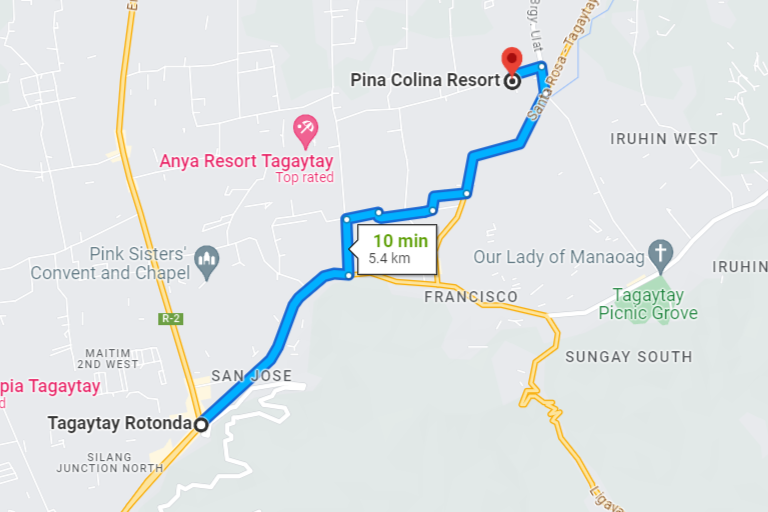 E
Brgy. Ulat
Santa Rosa - Tagaytay
Pina Colina Resort
IRUHIN WEST
Anya Resort Tagaytay
Top rated
Pink Sisters'
Convent and Chapel
10 min
5.4 km
Our Lady of Manaoag
IRUHIN
FRANCISCO
Tagaytay
Picnic Grove
R-2
MAITIM
2ND WEST
SAN JOSE
SUNGAY SOUTH
pia Tagaytay
d
Tagaytay Rotonda
SILANG
JUNCTION NORTH
Ligaya